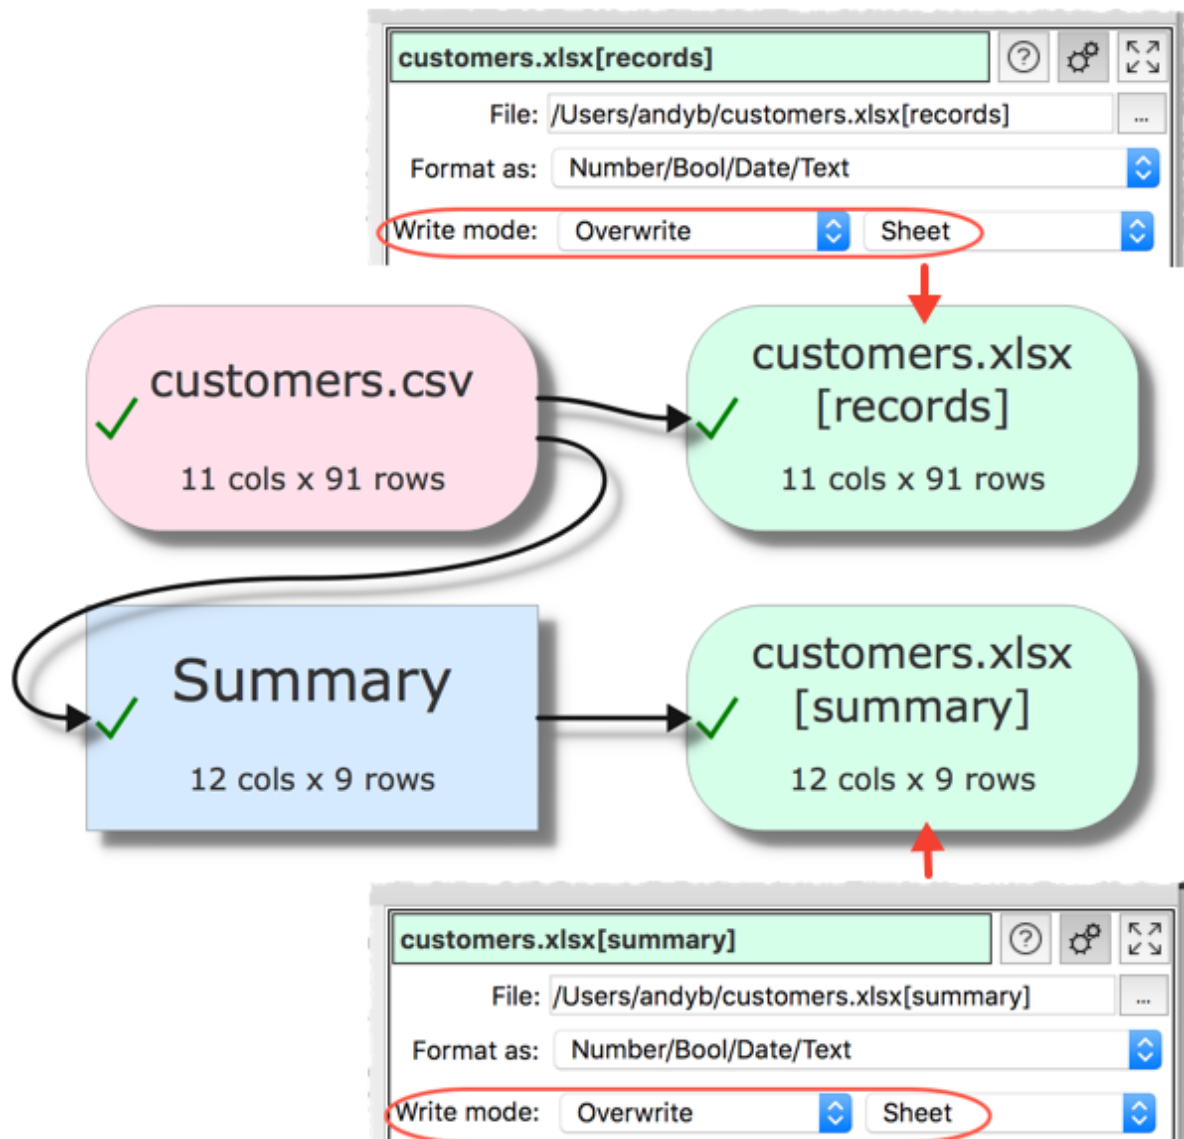 customers.xlsx[records]
File: /Users/andyb/customers.xlsx[records] ...
Format as: Number/Bool/Date/Text
Write mode: Overwrite Sheet
customers.csv
11 cols x 91 rows
customers.xlsx
[records]
11 cols x 91 rows
Summary
12 cols x 9 rows
customers.xlsx
[summary]
12 cols x 9 rows
customers.xlsx[summary]
File: /Users/andyb/customers.xlsx[summary] ...
Format as: Number/Bool/Date/Text
Write mode: Overwrite Sheet